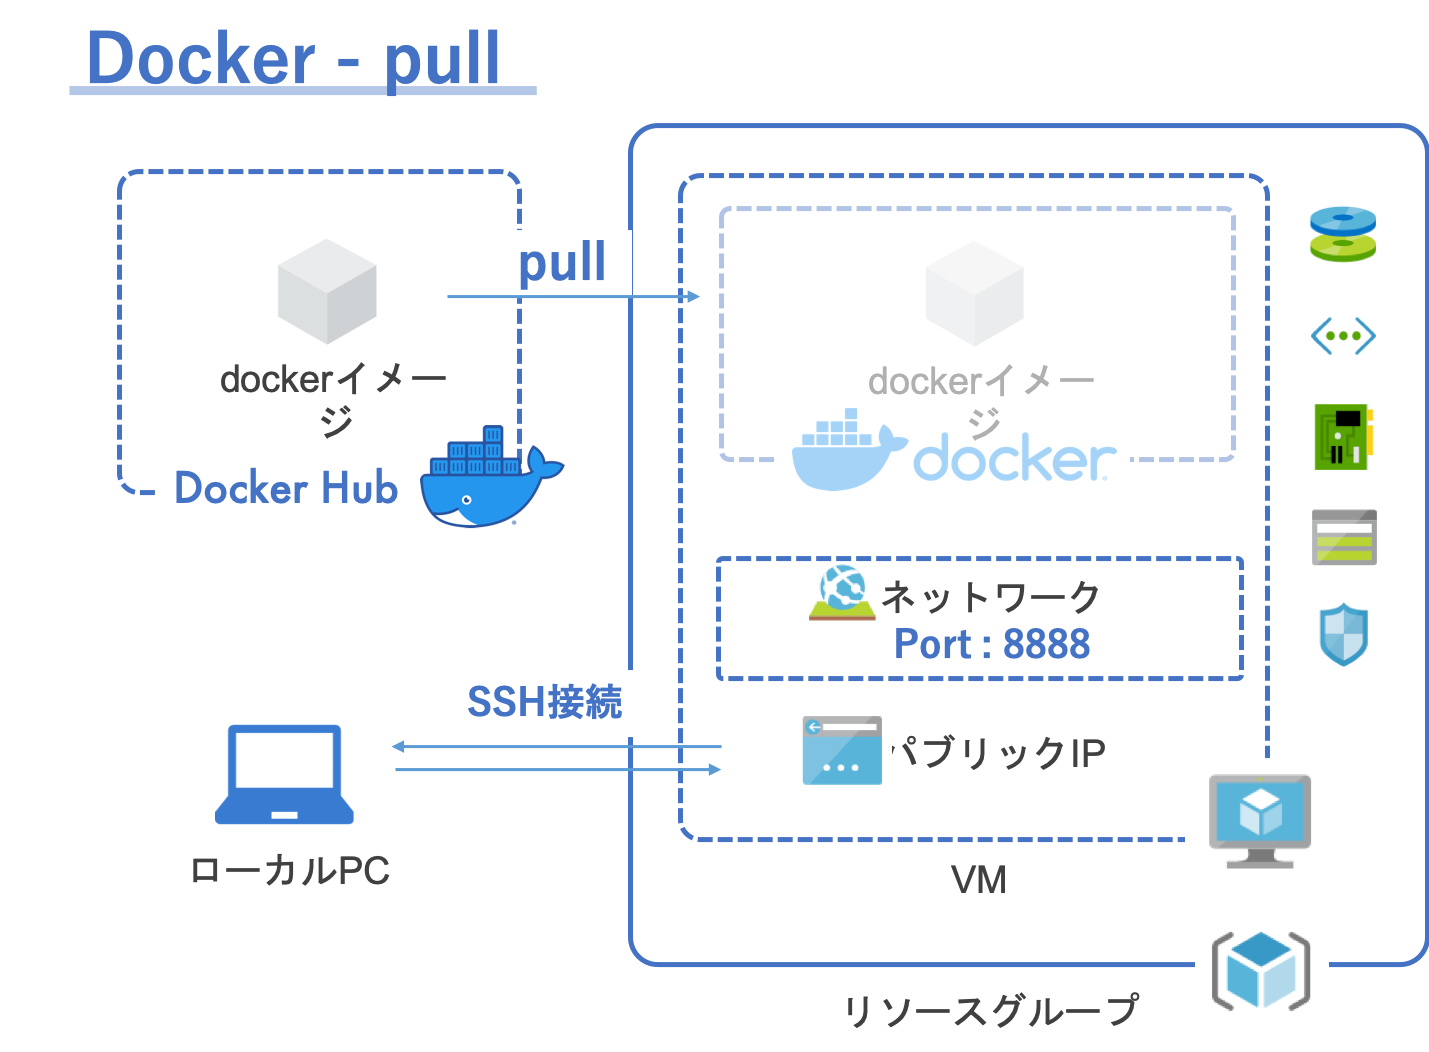 Docker - pull
pull
dockerイメー
ジ
Docker Hub
dockerイメー
ジ
docker
ネットワーク
Port : 8888
SSH接続
パブリックIP
ローカルPC
VM
リソースグループ